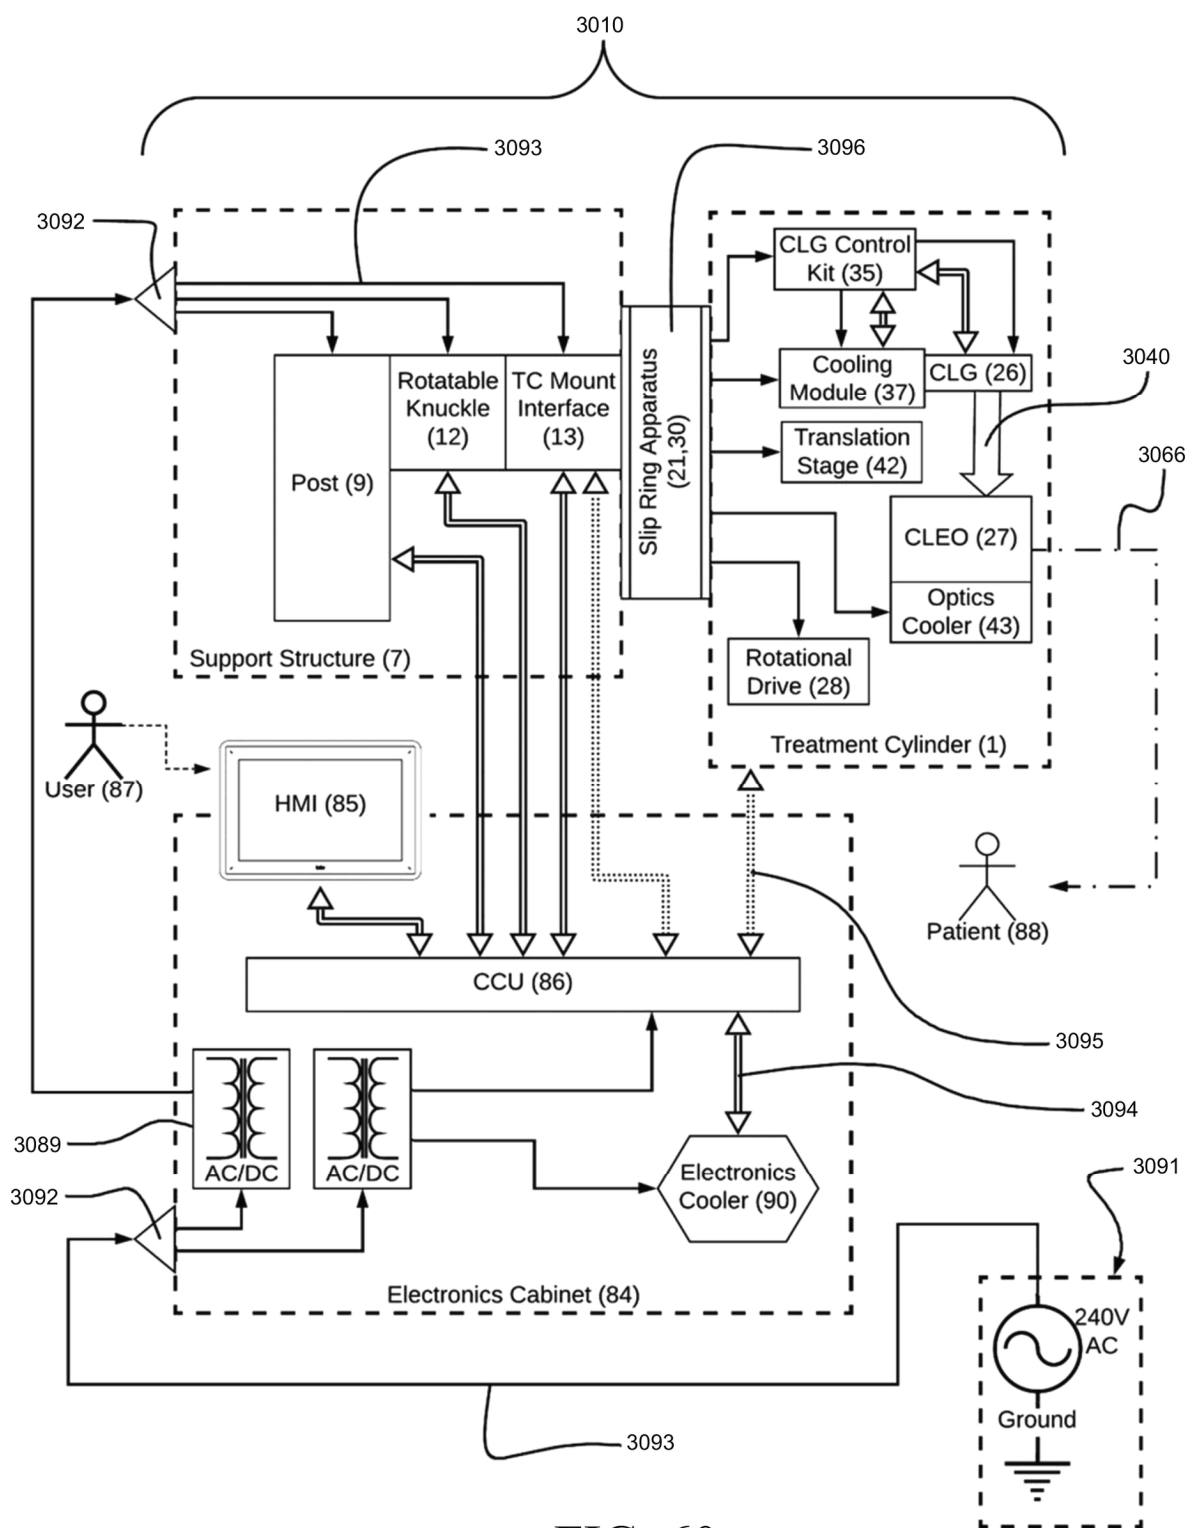 3010
3093
3096
3092
CLG Control
Kit (35)
Cooling
Module (37)
CLG (26)
3040
Rotatable
Knuckle
(12)
TC Mount
Interface
(13)
Slip Ring Apparatus
(21,30)
Translation
Stage (42)
3066
Post (9)
CLEO (27)
Optics
Cooler (43)
Support Structure (7)
Rotational
Drive (28)
Treatment Cylinder (1)
User (87)
HMI (85)
Patient (88)
CCU (86)
3095
3094
3089
AC/DC
AC/DC
Electronics
Cooler (90)
3091
3092
Electronics Cabinet (84)
240V
AC
Ground
3093